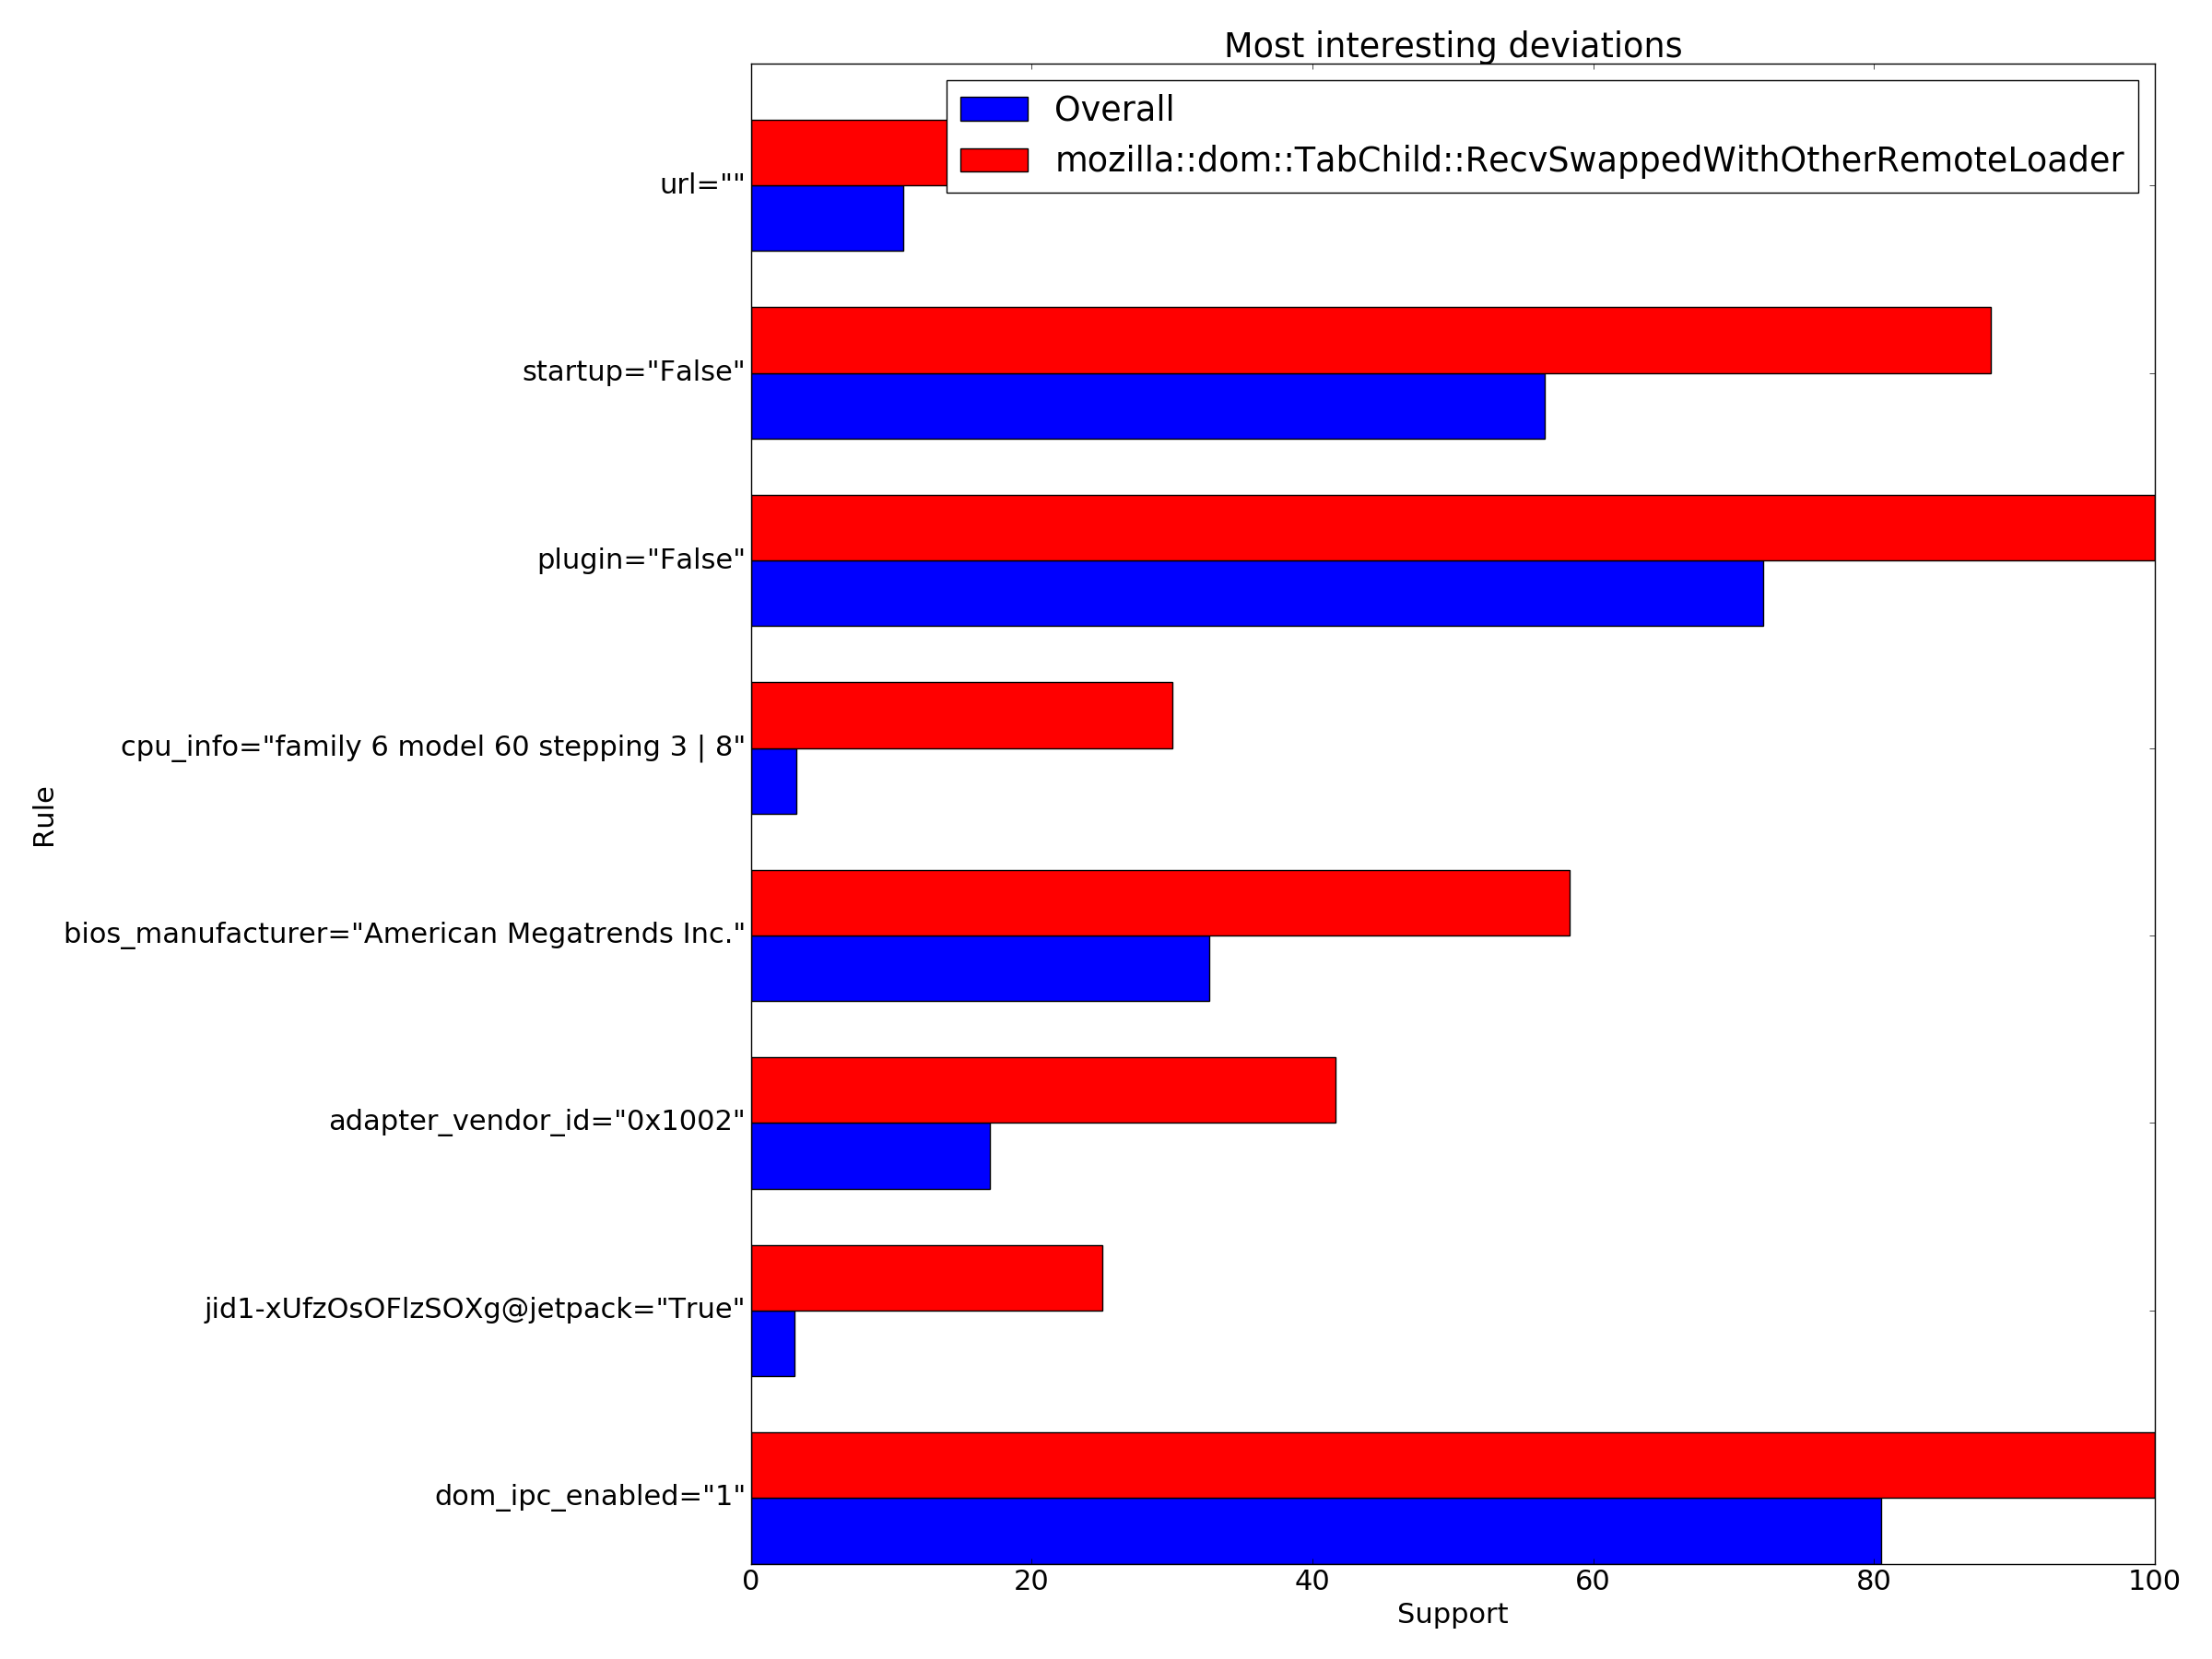 Most interesting deviations
Overall
mozilla::dom::TabChild::RecvSwappedWithOtherRemoteLoader
url=""
startup="False"
plugin="False"
cpu_info="family 6 model 60 stepping 3 | 8"
bios_manufacturer="American Megatrends Inc."
adapter_vendor_id="0x1002"
jid1-xUfzOsOFlzSOXg@jetpack="True"
dom_ipc_enabled="1"
Rule
0 20 40 60 80 100
Support